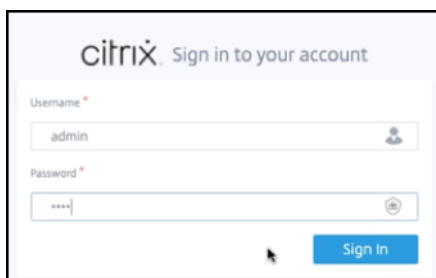 citrix. Sign in to your account
Username *
admin
Password *
••••
Sign In